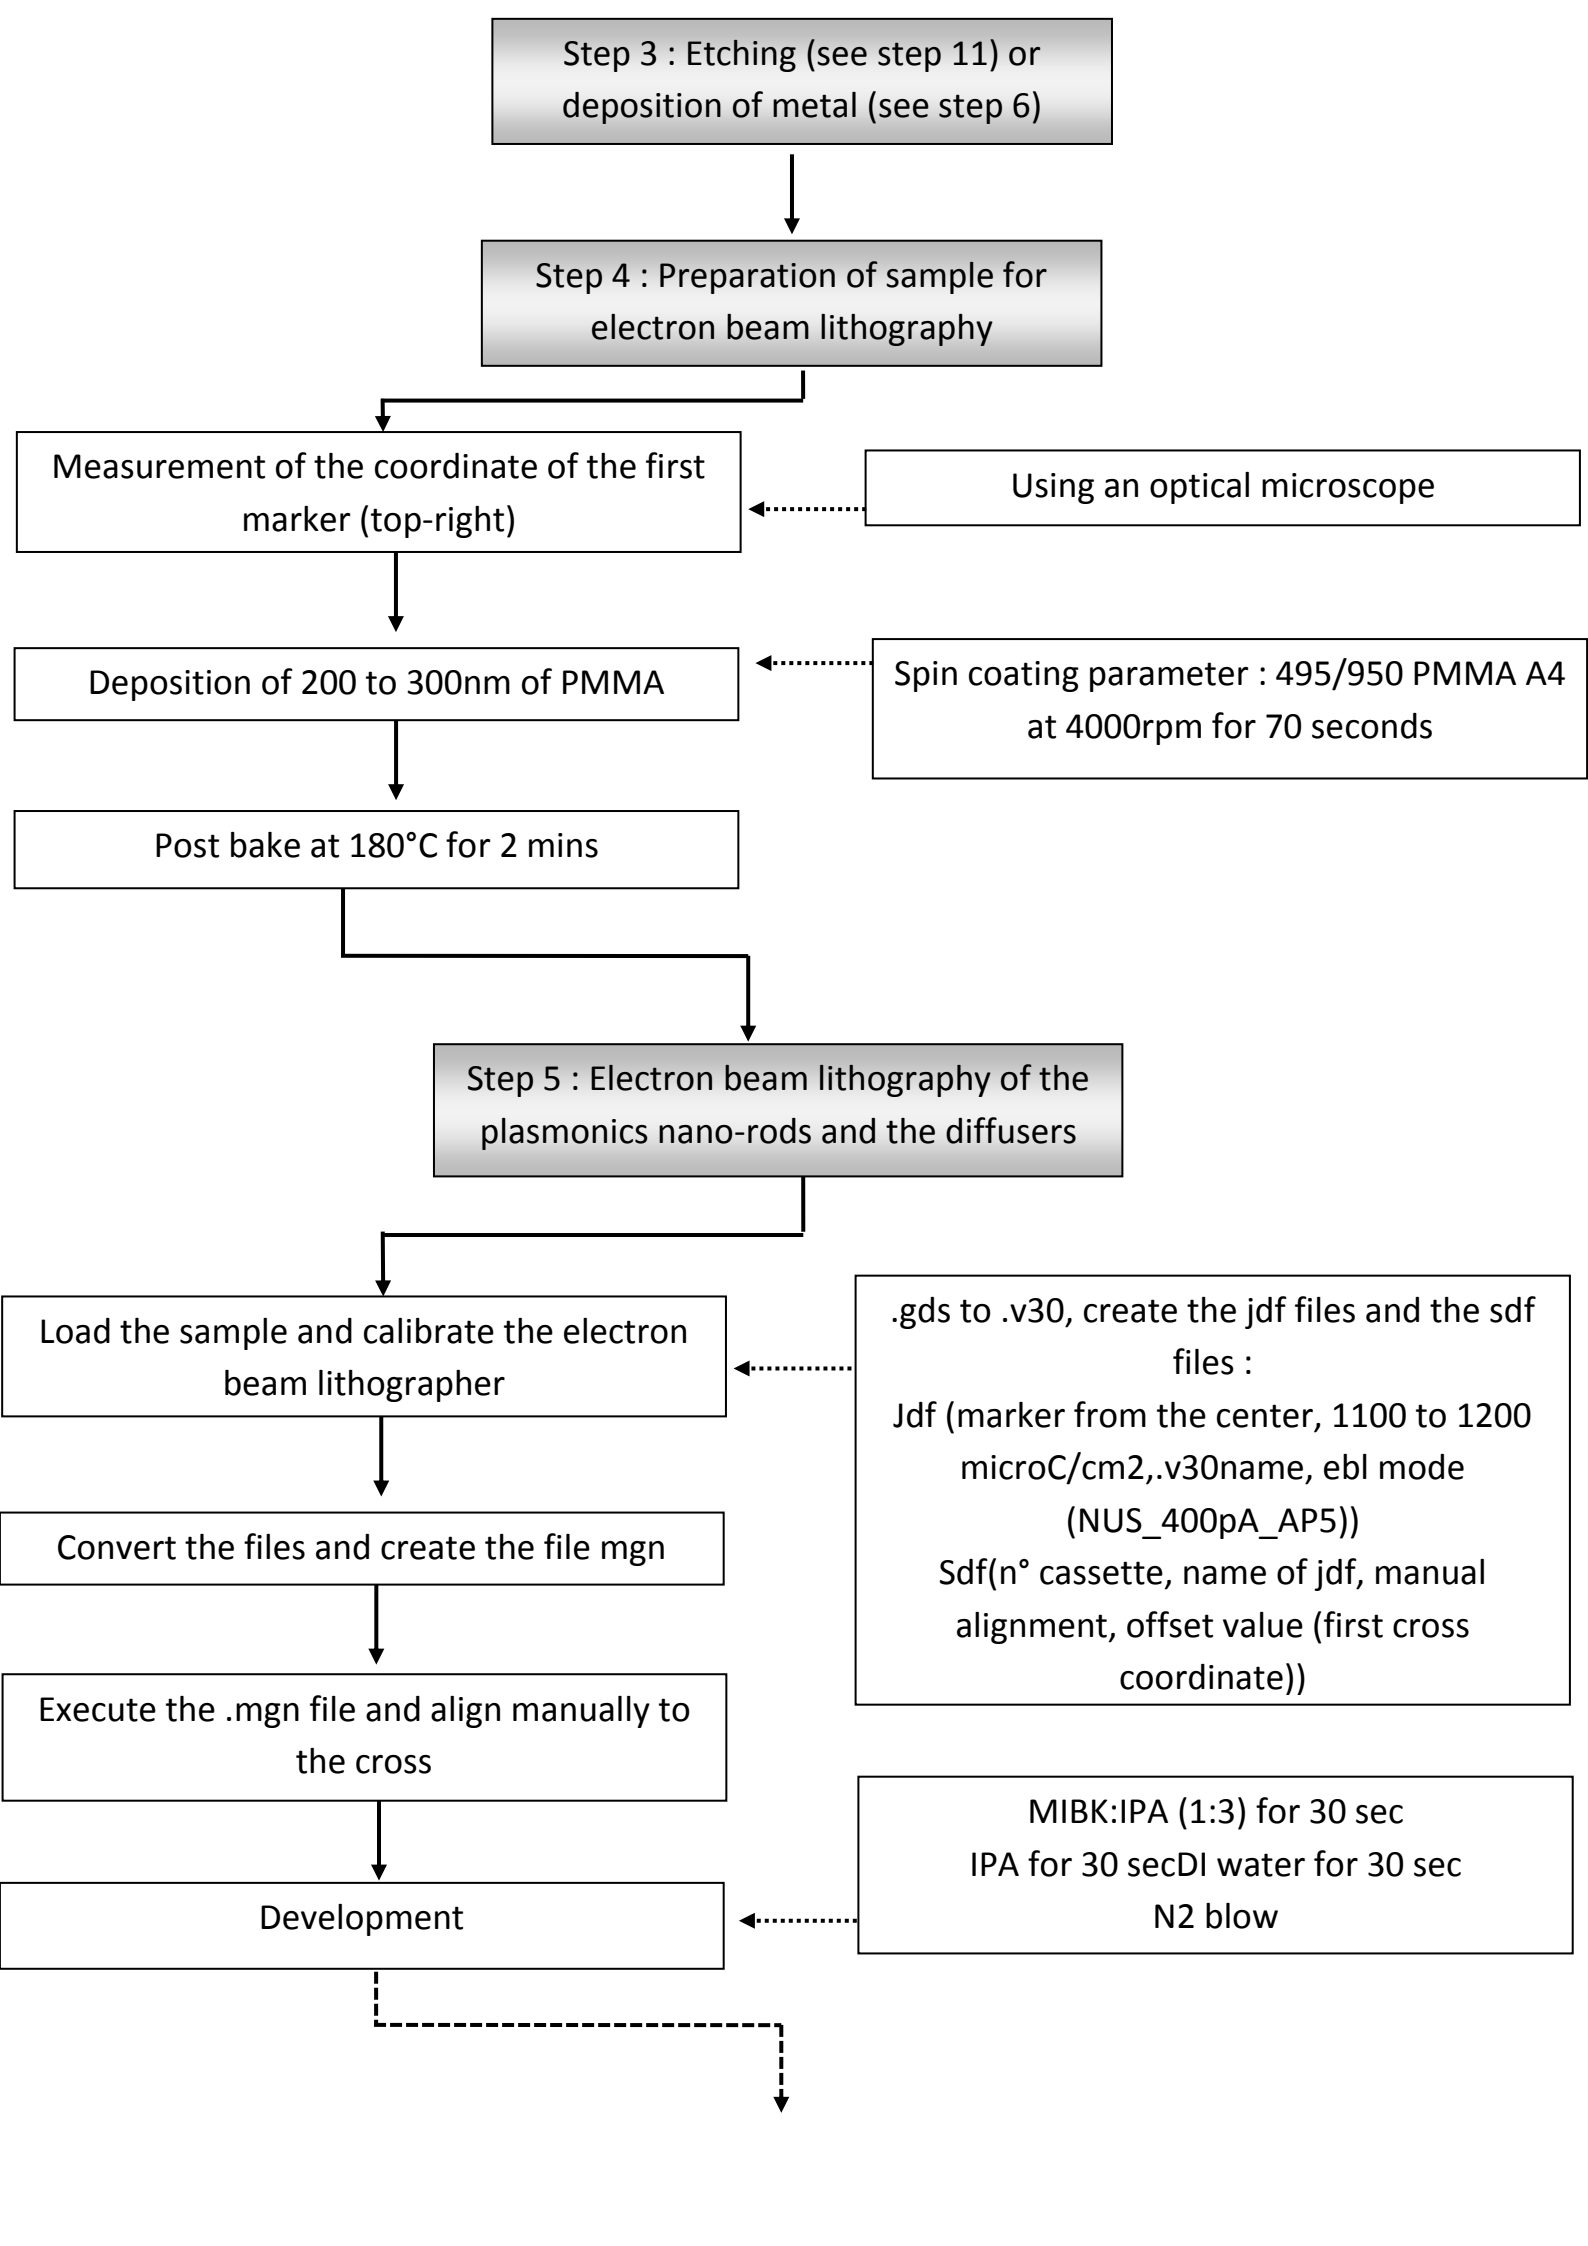 Step 3 : Etching (see step 11) or
deposition of metal (see step 6)
Step 4 : Preparation of sample for
electron beam lithography
Measurement of the coordinate of the first
marker (top-right)
Using an optical microscope
Deposition of 200 to 300nm of PMMA
Spin coating parameter : 495/950 PMMA A4
at 4000rpm for 70 seconds
Post bake at 180°C for 2 mins
Step 5 : Electron beam lithography of the
plasmonics nano-rods and the diffusers
Load the sample and calibrate the electron
beam lithographer
.gds to .v30, create the jdf files and the sdf
files :
Jdf (marker from the center, 1100 to 1200
microC/cm2,.v30name, ebl mode
(NUS_400pA_AP5))
Sdf(n° cassette, name of jdf, manual
alignment, offset value (first cross
coordinate))
Convert the files and create the file mgn
Execute the .mgn file and align manually to
the cross
Development
MIBK:IPA (1:3) for 30 sec
IPA for 30 secDI water for 30 sec
N2 blow